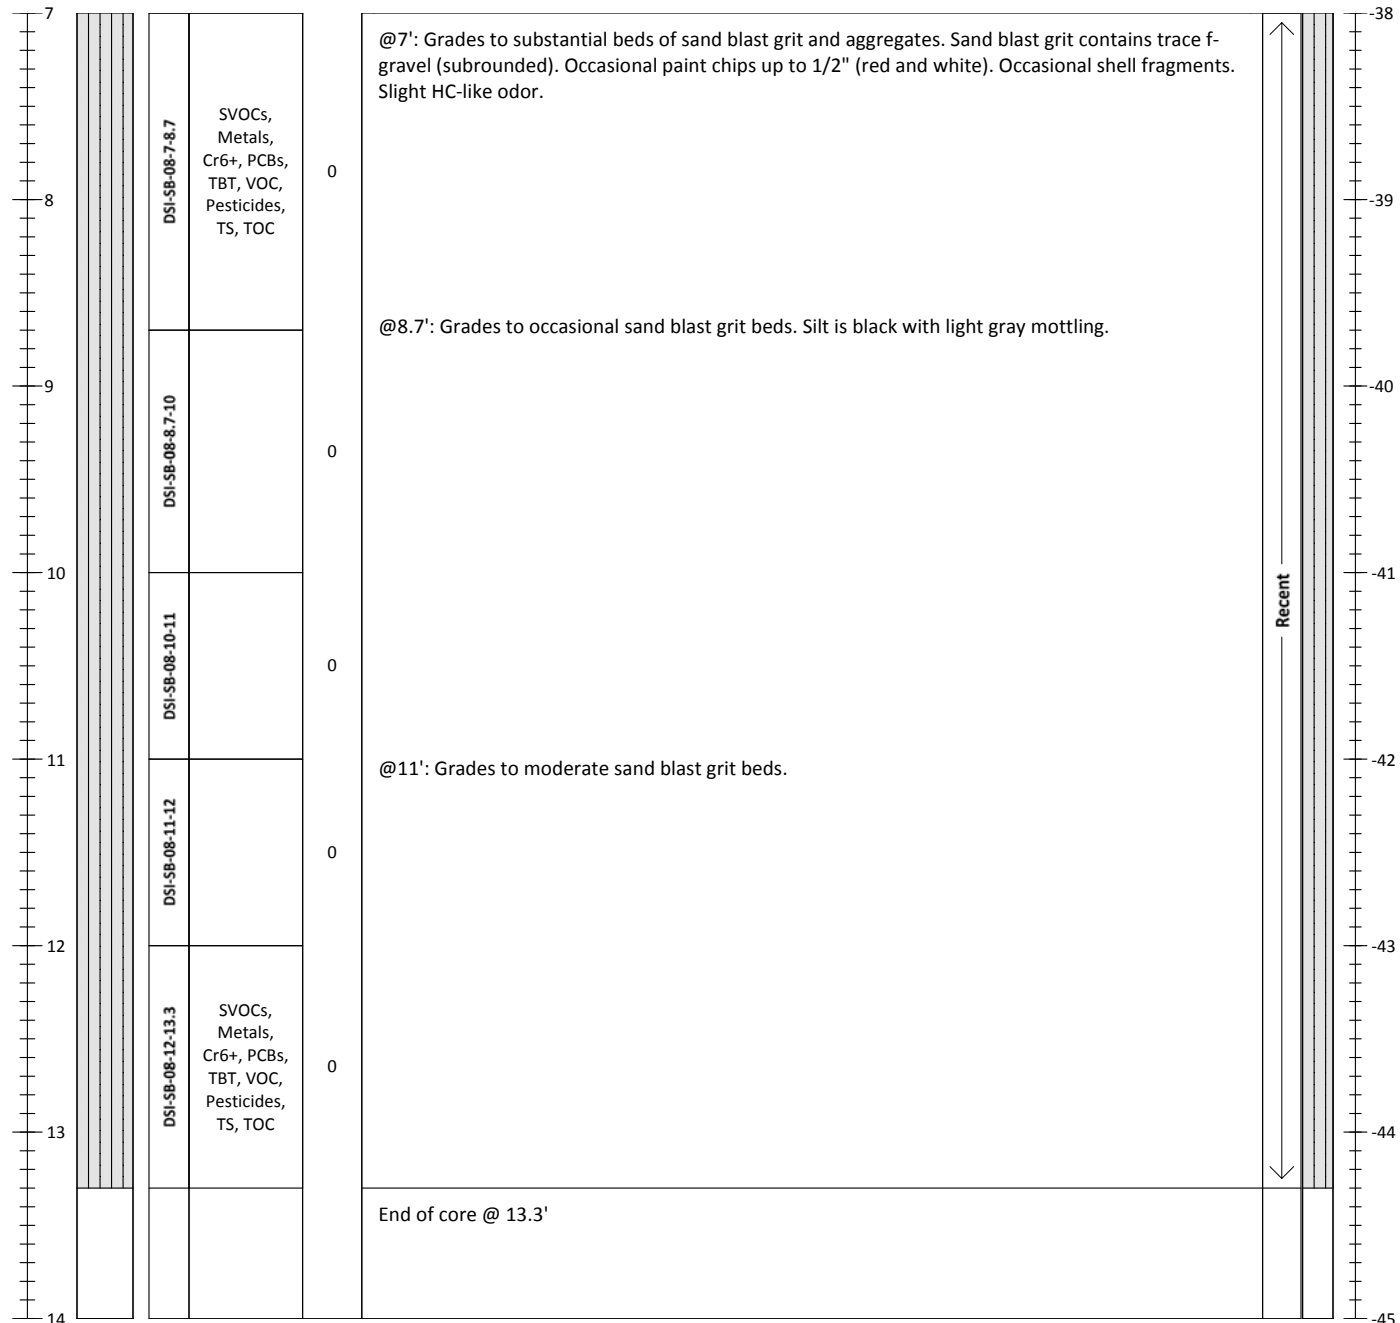 7
8
9
10
11
12
13
14
DSI-SB-08-7-8.7
SVOCs,
Metals,
Cr6+, PCBs,
TBT, VOC,
Pesticides,
TS, TOC
0
@7': Grades to substantial beds of sand blast grit and aggregates. Sand blast grit contains trace f-
gravel (subrounded). Occasional paint chips up to 1/2" (red and white). Occasional shell fragments.
Slight HC-like odor.
DSI-SB-08-8.7-10
0
@8.7': Grades to occasional sand blast grit beds. Silt is black with light gray mottling.
DSI-SB-08-10-11
0
DSI-SB-08-11-12
0
@11': Grades to moderate sand blast grit beds.
DSI-SB-08-12-13.3
SVOCs,
Metals,
Cr6+, PCBs,
TBT, VOC,
Pesticides,
TS, TOC
0
End of core @ 13.3'
Recent
-38
-39
-40
-41
-42
-43
-44
-45